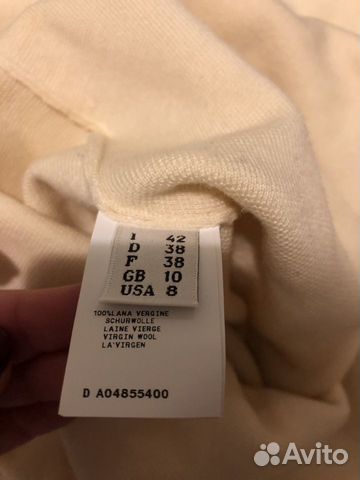 I 42
D 38
F 38
GB 10
USA 8
100%LANA VERGINE
SCHURWOLLE
LAINE VIERGE
VIRGIN WOOL
LA'VIRGEN
D A04855400
Avito